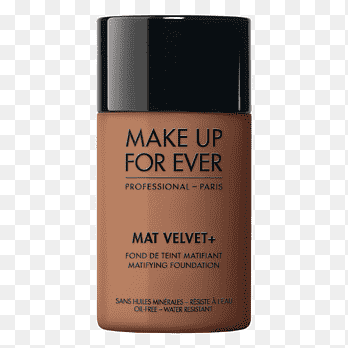 MAKE UP
FOR EVER
PROFESSIONAL – PARIS
MAT VELVET+
FOND DE TEINT MATIFIANT
MATIFYING FOUNDATION
SANS HUILES MINERALES – RÉSISTE À L'EAU
OIL-FREE – WATER RESISTANT